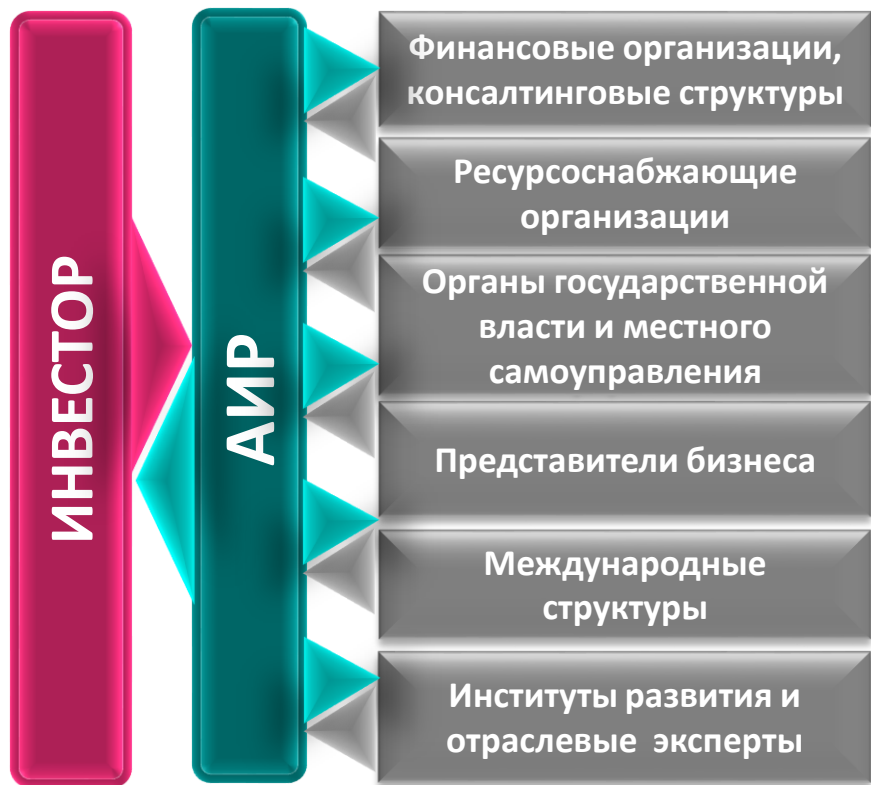 ИНВЕСТОР
АИР
Финансовые организации,
консалтинговые структуры
Ресурсоснабжающие
организации
Органы государственной
власти и местного
самоуправления
Представители бизнеса
Международные
структуры
Институты развития и
отраслевые эксперты